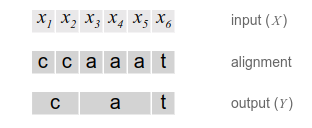 x₁ x₂ x₃ x₄ x₅ x₆ input (X)
c c a a a t alignment
c a t output (Y)